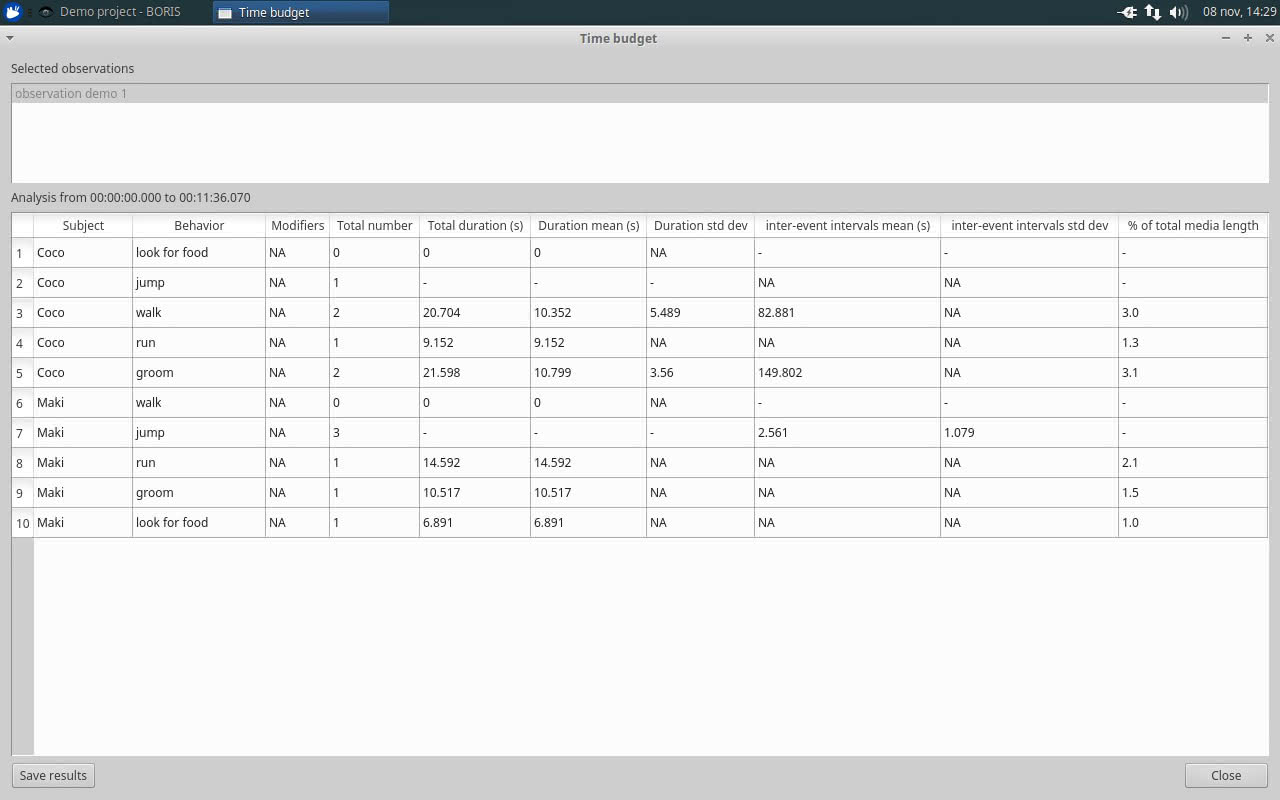 Demo project - BORIS Time budget 08 nov, 14:29
Time budget
Selected observations
observation demo 1
Analysis from 00:00:00.000 to 00:11:36.070
Subject Behavior Modifiers Total number Total duration (s) Duration mean (s) Duration std dev inter-event intervals mean (s) inter-event intervals std dev % of total media length
1 Coco look for food NA 0 0 0 NA - - -
2 Coco jump NA 1 - - - NA NA -
3 Coco walk NA 2 20.704 10.352 5.489 82.881 NA 3.0
4 Coco run NA 1 9.152 9.152 NA NA NA 1.3
5 Coco groom NA 2 21.598 10.799 3.56 149.802 NA 3.1
6 Maki walk NA 0 0 0 NA - - -
7 Maki jump NA 3 - - - 2.561 1.079 -
8 Maki run NA 1 14.592 14.592 NA NA NA 2.1
9 Maki groom NA 1 10.517 10.517 NA NA NA 1.5
10 Maki look for food NA 1 6.891 6.891 NA NA NA 1.0
Save results Close